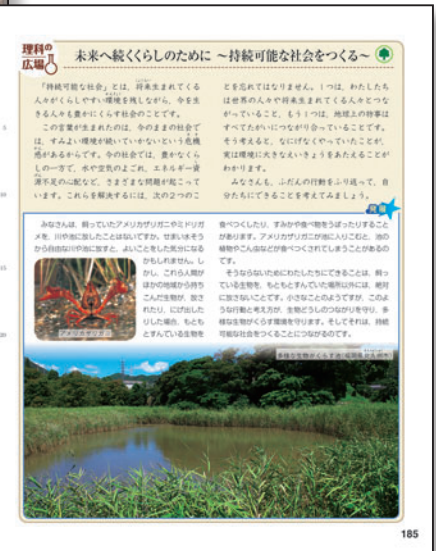 理科の
広場
未来へ続くくらしのために ～持続可能な社会をつくる～
「持続可能な社会」とは，将来生まれてくる
人々がくらしやすい環境を残しながら，今を生
きる人々も豊かにくらす社会のことです。
この言葉が生まれたのは，今のままの社会で
は，すみよい環境が続いていかないという危機
感があるからです。今の社会では，豊かなくら
しの一方で，水や空気のよごれ，エネルギー資
源不足の心配など，さまざまな問題が起こって
います。これらを解決するには，次の２つのこ
とを忘れてはなりません。１つは，わたしたち
は世界の人々や将来生まれてくる人々とつな
がっていること，もう１つは，地球上の物事は
すべてたがいにつながり合っていることです。
そう考えると，なにげなくやっていたことが，
実は環境に大きなえいきょうをあたえることが
わかります。
みなさんも，ふだんの行動をふり返って，自
分たちにできることを考えてみましょう。
発展
みなさんは，飼っていたアメリカザリガニやミドリガ
メを，川や池に放したことはないですか。せまい水そう
から自由な川や池に放すと，よいことをした気分になる
かもしれません。し
かし，これら人間が
ほかの地域から持ち
こんだ生物が，放さ
れたり，にげ出した
りした場合，もとも
とすんでいる生物を
アメリカザリガニ
食べつくしたり，すみかや食べ物をうばったりすること
があります。アメリカザリガニが池に入りこむと，池の
植物やこん虫などが食べつくされてしまうことがあるの
です。
そうならないためにわたしたちにできることは，飼っ
ている生物を，もともとすんでいた場所以外には，絶対
に放さないことです。小さなことのようですが，このよ
うな行動と考え方が，生物どうしのつながりを守り，多
様な生物がくらす環境を守ります。そしてそれは，持続
可能な社会をつくることにつながるのです。
多様な生物がくらす池
5
10
15
20
185